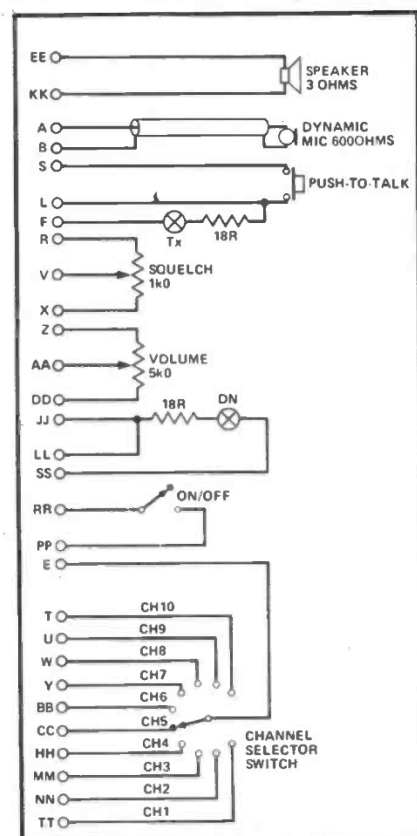 EE
SPEAKER
3 OHMS
KK
A
DYNAMIC
MIC 600OHMS
B
S
PUSH-TO-TALK
L
F
Tx
18R
R
SQUELCH
1k0
V
X
Z
VOLUME
5k0
AA
DD
18R
DN
JJ
LL
SS
ON/OFF
RR
PP
E
T
CH10
U
CH9
W
CH8
Y
CH7
BB
CH6
CC
CH5
HH
CH4
CHANNEL
SELECTOR
SWITCH
MM
CH3
NN
CH2
TT
CH1